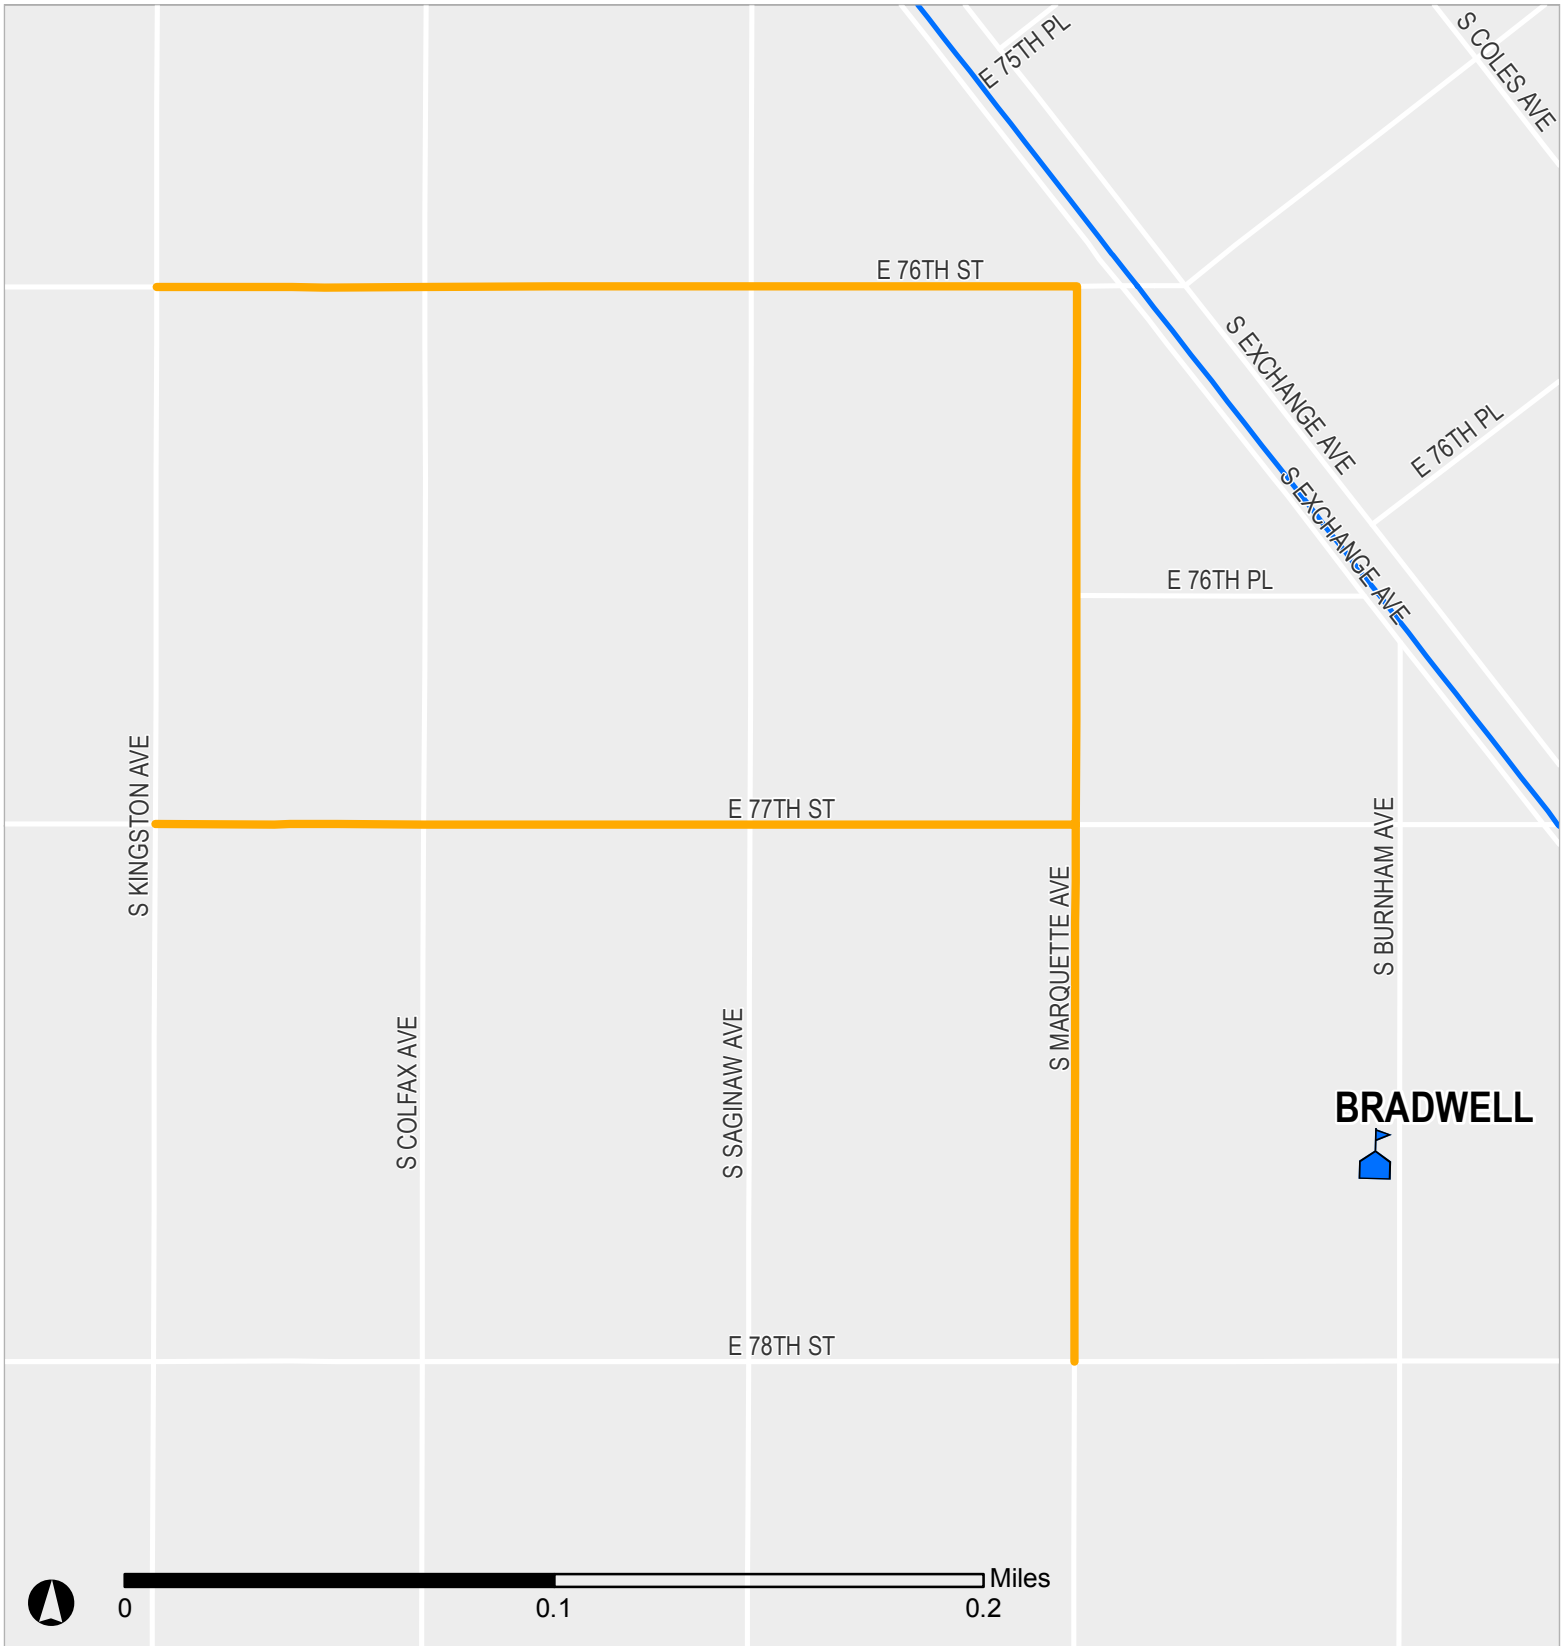 E 75TH PL
S COLES AVE
E 76TH ST
S EXCHANGE AVE
E 76TH PL
S EXCHANGE AVE
E 76TH PL
S KINGSTON AVE
E 77TH ST
S BURNHAM AVE
S MARQUETTE AVE
S COLFAX AVE
S SAGINAW AVE
BRADWELL
E 78TH ST
Miles
0
0.1
0.2